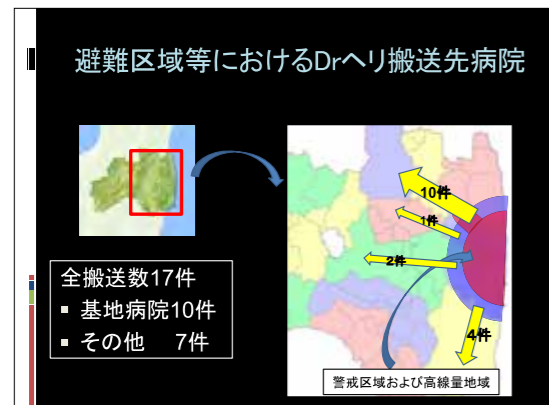 避難区域等におけるDrヘリ搬送先病院
全搬送数17件
▪ 基地病院10件
▪ その他 7件
10件
1件
2件
4件
警戒区域および高線量地域